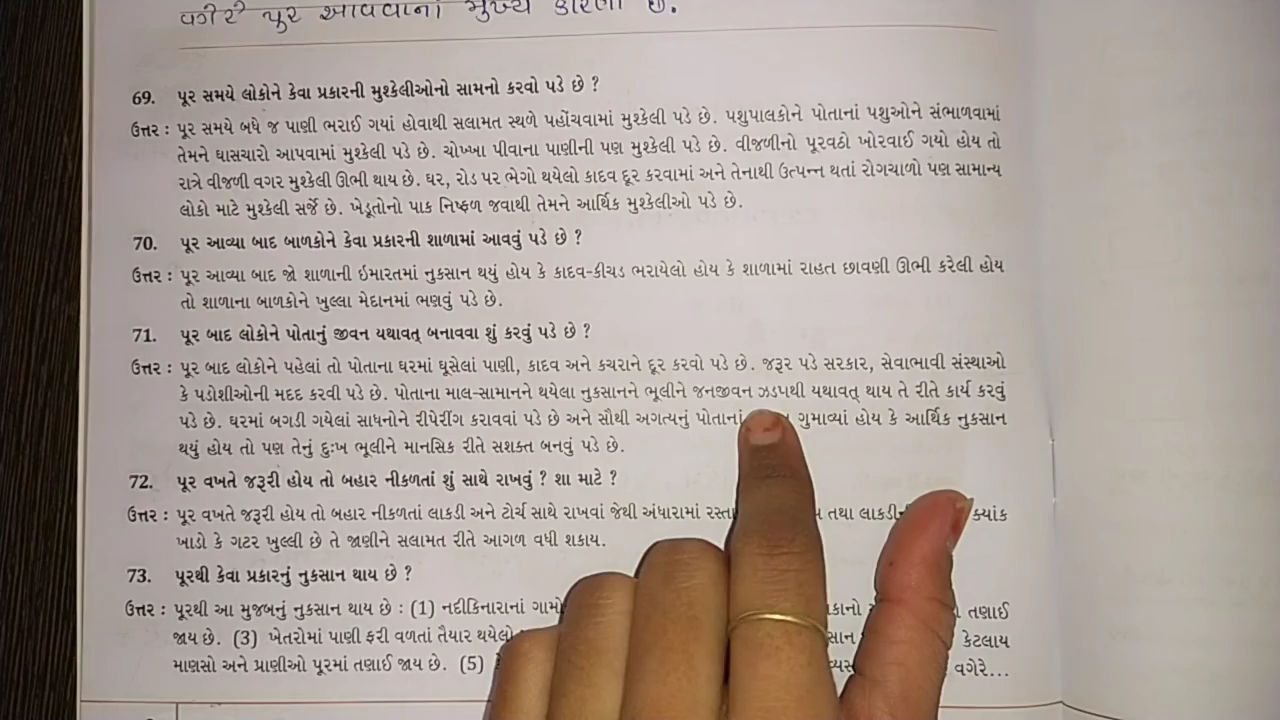 પૂર આવવાનાં મુખ્ય કારણો છે.
69. પૂર સમયે લોકોને કેવા પ્રકારની મુશ્કેલીઓનો સામનો કરવો પડે છે ?
ઉત્તર : પૂર સમયે બધે જ પાણી ભરાઈ ગયાં હોવાથી સલામત સ્થળે પહોંચવામાં મુશ્કેલી પડે છે. પશુપાલકોને પોતાનાં પશુઓને સંભાળવામાં
તેમને ઘાસચારો આપવામાં મુશ્કેલી પડે છે. ચોખ્ખા પીવાના પાણીની પણ મુશ્કેલી પડે છે. વીજળીનો પૂરવઠો ખોરવાઈ ગયો હોય તો
રાત્રે વીજળી વગર મુશ્કેલી ઊભી થાય છે. ઘર, રોડ પર ભેગો થયેલો કાદવ દૂર કરવામાં અને તેનાથી ઉત્પન્ન થતાં રોગચાળો પણ સામાન્ય
લોકો માટે મુશ્કેલી સર્જે છે. ખેડૂતોનો પાક નિષ્ફળ જવાથી તેમને આર્થિક મુશ્કેલીઓ પડે છે.
70. પૂર આવ્યા બાદ બાળકોને કેવા પ્રકારની શાળામાં આવવું પડે છે ?
ઉત્તર : પૂર આવ્યા બાદ જો શાળાની ઇમારતમાં નુકસાન થયું હોય કે કાદવ-કીચડ ભરાયેલો હોય કે શાળામાં રાહત છાવણી ઊભી કરેલી હોય
તો શાળાના બાળકોને ખુલ્લા મેદાનમાં ભણવું પડે છે.
71. પૂર બાદ લોકોને પોતાનું જીવન યથાવત્ બનાવવા શું કરવું પડે છે ?
ઉત્તર : પૂર બાદ લોકોને પહેલાં તો પોતાના ઘરમાં ઘૂસેલાં પાણી, કાદવ અને કચરાને દૂર કરવો પડે છે. જરૂર પડે સરકાર, સેવાભાવી સંસ્થાઓ
કે પડોશીઓની મદદ કરવી પડે છે. પોતાના માલ-સામાનને થયેલા નુકસાનને ભૂલીને જનજીવન ઝડપથી યથાવત્ થાય તે રીતે કાર્ય કરવું
પડે છે. ઘરમાં બગડી ગયેલાં સાધનોને રીપેરીંગ કરાવવાં પડે છે અને સૌથી અગત્યનું પોતાનાં ગુમાવ્યાં હોય કે આર્થિક નુકસાન
થયું હોય તો પણ તેનું દુઃખ ભૂલીને માનસિક રીતે સશક્ત બનવું પડે છે.
72. પૂર વખતે જરૂરી હોય તો બહાર નીકળતાં શું સાથે રાખવું ? શા માટે ?
ઉત્તર : પૂર વખતે જરૂરી હોય તો બહાર નીકળતાં લાકડી અને ટોર્ચ સાથે રાખવાં જેથી અંધારામાં તથા ક્યાંક
ખાડો કે ગટર ખુલ્લી છે તે જાણીને સલામત રીતે આગળ વધી શકાય.
73. પૂરથી કેવા પ્રકારનું નુકસાન થાય છે ?
ઉત્તર : પૂરથી આ મુજબનું નુકસાન થાય છે : (1) નદીકિનારાનાં તણાઈ
જાય છે. (3) ખેતરોમાં પાણી ફરી વળતાં તૈયાર થયેલો કેટલાય
માણસો અને પ્રાણીઓ પૂરમાં તણાઈ જાય છે. (5) વગેરે...